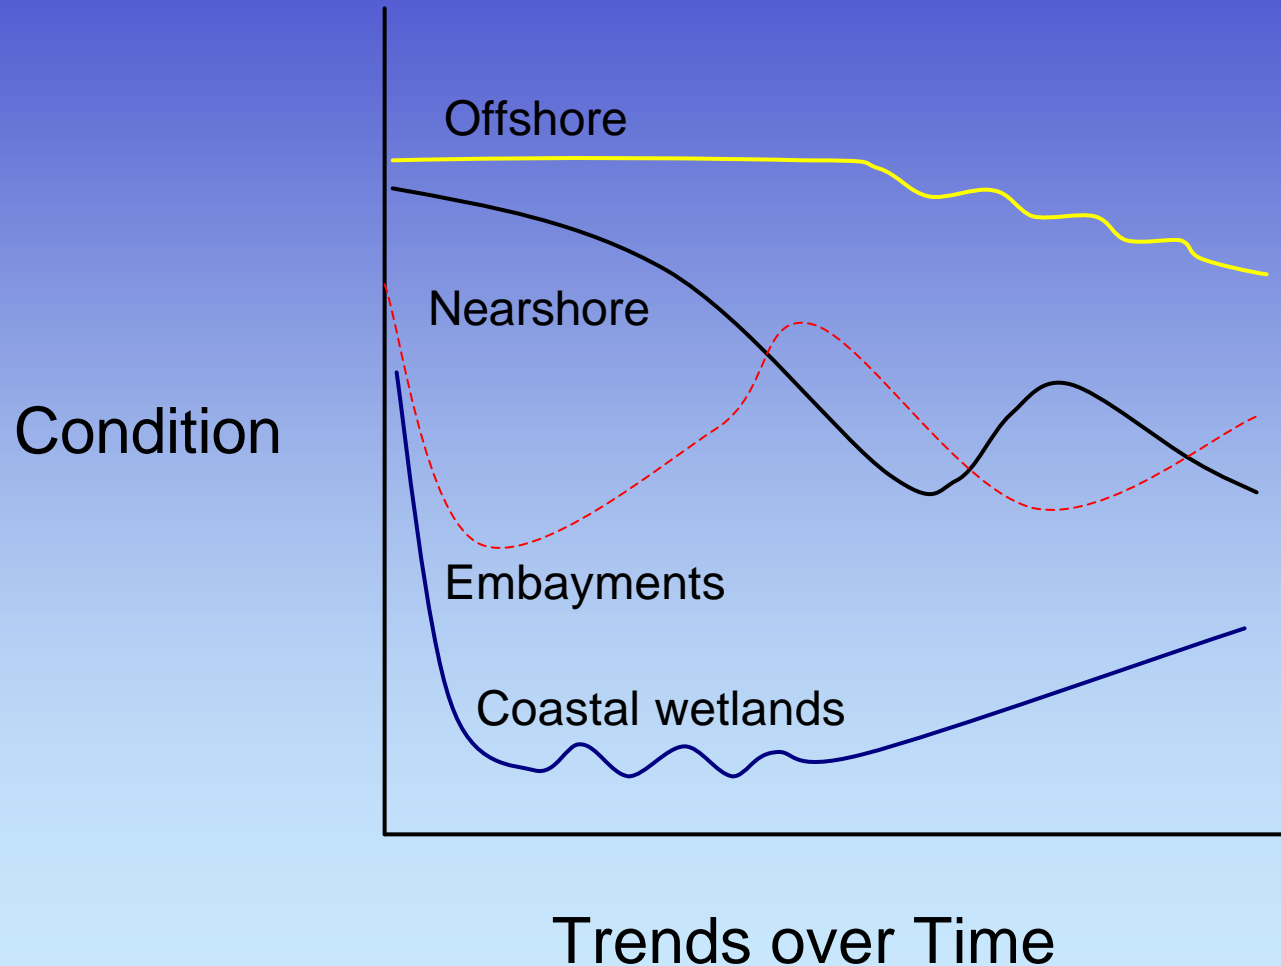 Offshore
Nearshore
Condition
Embayments
Coastal wetlands
Trends over Time